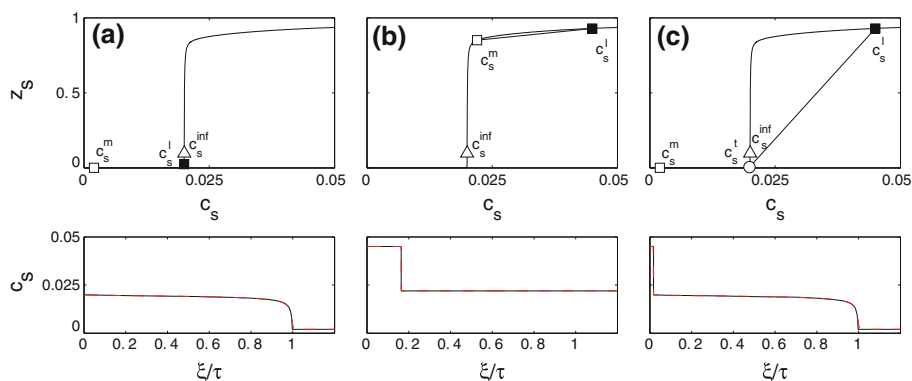 (a)
(b)
(c)
1
0.5
0
z_s
c_s^m
c_s^l
c_s^inf
c_s^m
c_s^l
c_s^inf
c_s^m
c_s^t
c_s^inf
c_s^l
0 0.025 0.05
0 0.025 0.05
0 0.025 0.05
c_s
c_s
c_s
0.05
0.025
0
c_s
0 0.2 0.4 0.6 0.8 1
0 0.2 0.4 0.6 0.8 1
0 0.2 0.4 0.6 0.8 1
ξ/τ
ξ/τ
ξ/τ